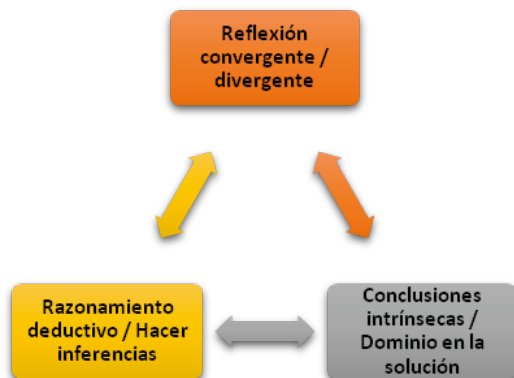 Reflexión
convergente /
divergente
Razonamiento
deductivo / Hacer
inferencias
Conclusiones
intrínsecas /
Dominio en la
solución